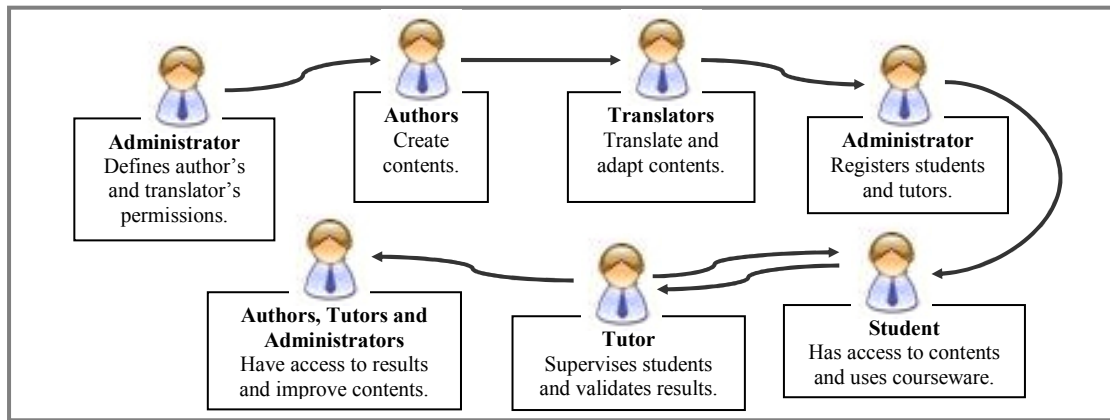 Administrator
Defines author's
and translator's
permissions.
Authors
Create
contents.
Translators
Translate and
adapt contents.
Administrator
Registers students
and tutors.
Authors, Tutors and
Administrators
Have access to results
and improve contents.
Tutor
Supervises students
and validates results.
Student
Has access to contents
and uses courseware.